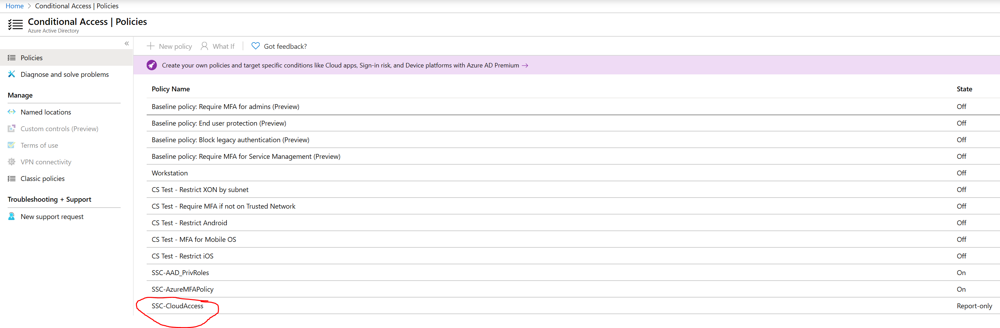 Home > Conditional Access | Policies
Conditional Access | Policies
Azure Active Directory
«
Policies
Diagnose and solve problems
Manage
Named locations
Custom controls (Preview)
Terms of use
VPN connectivity
Classic policies
Troubleshooting + Support
New support request
New policy What If Got feedback?
Create your own policies and target specific conditions like Cloud apps, Sign-in risk, and Device platforms with Azure AD Premium →
Policy Name State
Baseline policy: Require MFA for admins (Preview) Off
Baseline policy: End user protection (Preview) Off
Baseline policy: Block legacy authentication (Preview) Off
Baseline policy: Require MFA for Service Management (Preview) Off
Workstation Off
CS Test - Restrict XON by subnet Off
CS Test - Require MFA if not on Trusted Network Off
CS Test - Restrict Android Off
CS Test - MFA for Mobile OS Off
CS Test - Restrict iOS Off
SSC-AAD_PrivRoles On
SSC-AzureMFAPolicy On
SSC-CloudAccess Report-only